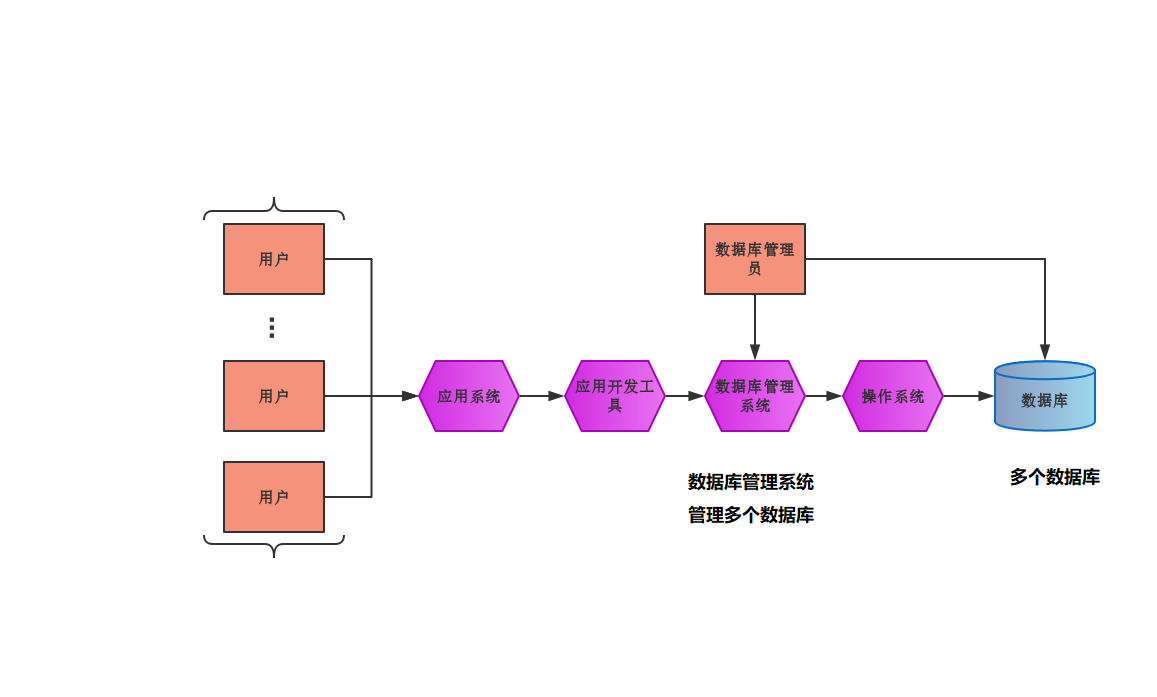 用户
数据库管理
员
用户
应用系统
应用开发工
具
数据库管理
系统
操作系统
数据库
用户
数据库管理系统
管理多个数据库
多个数据库